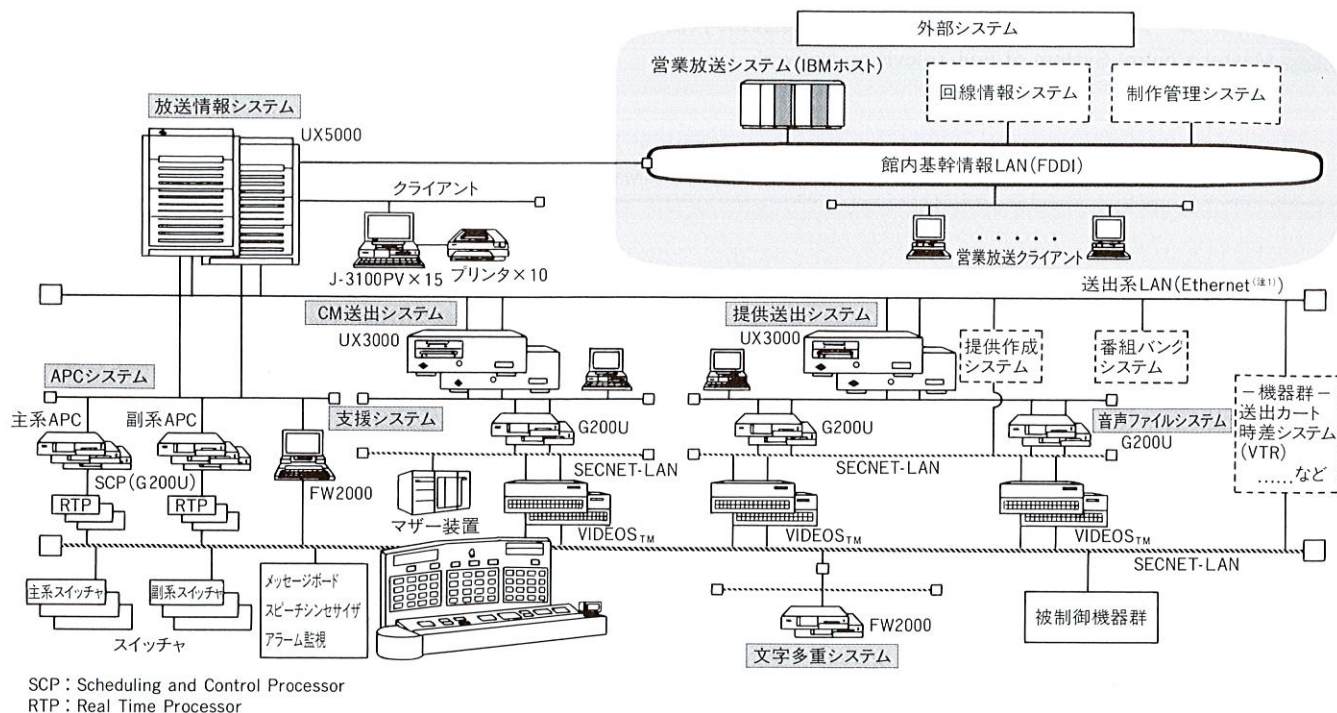 外部システム
営業放送システム(IBMホスト)
回線情報システム
制作管理システム
館内基幹情報LAN(FDDI)
営業放送クライアント
放送情報システム
UX5000
クライアント
J-3100PV×15
プリンタ×10
送出系LAN(Ethernet(注1))
CM送出システム
UX3000
提供送出システム
UX3000
提供作成
システム
番組バンク
システム
APCシステム
主系APC
副系APC
SCP(G200U)
RTP
RTP
FW2000
支援システム
G200U
SECNET-LAN
マザー装置
VIDEOSTM
G200U
SECNET-LAN
VIDEOSTM
音声ファイルシステム
G200U
VIDEOSTM
−機器群−
送出カート
時差システム
(VTR)
……など
SECNET-LAN
主系スイッチャ
副系スイッチャ
スイッチャ
メッセージボード
スピーチシンセサイザ
アラーム監視
FW2000
文字多重システム
被制御機器群
SCP:Scheduling and Control Processor
RTP:Real Time Processor